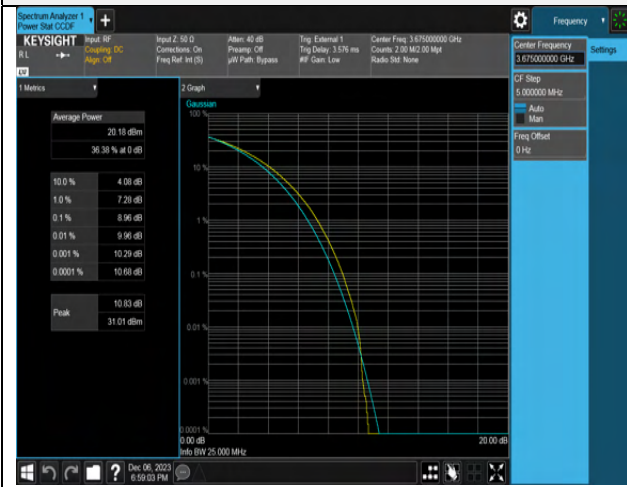 Spectrum Analyzer 1
Power Stat CCDF
Frequency
KEYSIGHT
Input: RF
Input Z: 50 Ω
Atten: 40 dB
Trig: External 1
Center Freq: 3.675000000 GHz
R L
Coupling: DC
Corrections: On
Preamp: Off
Trig Delay: 3.576 ms
Counts: 2.00 M/2.00 Mpt
Align: Off
Freq Ref: Int (S)
µW Path: Bypass
#IF Gain: Low
Radio Std: None
Center Frequency
3.675000000 GHz
Settings
CF Step
5.000000 MHz
Auto
Man
Freq Offset
0 Hz
1 Metrics
2 Graph
Average Power
20.18 dBm
36.38 % at 0 dB
10.0 % 4.08 dB
1.0 % 7.28 dB
0.1 % 8.96 dB
0.01 % 9.96 dB
0.001 % 10.29 dB
0.0001 % 10.68 dB
Peak
10.83 dB
31.01 dBm
Gaussian
100 %
10 %
1 %
0.1 %
0.01 %
0.001 %
0.0001 %
0.00 dB
20.00 dB
Info BW 25.000 MHz
Dec 06, 2023
6:59:03 PM